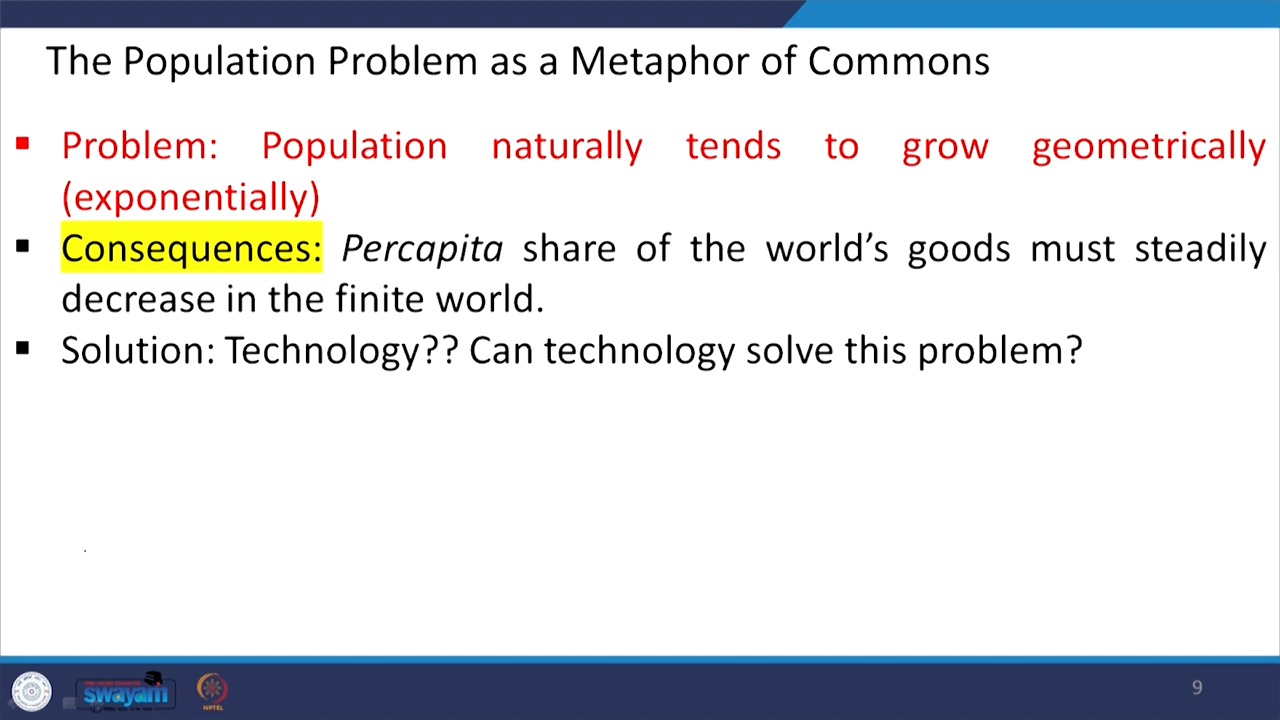 The Population Problem as a Metaphor of Commons
▪ Problem: Population naturally tends to grow geometrically
(exponentially)
▪ Consequences: Percapita share of the world’s goods must steadily
decrease in the finite world.
▪ Solution: Technology?? Can technology solve this problem?
swayam
NPTEL
9